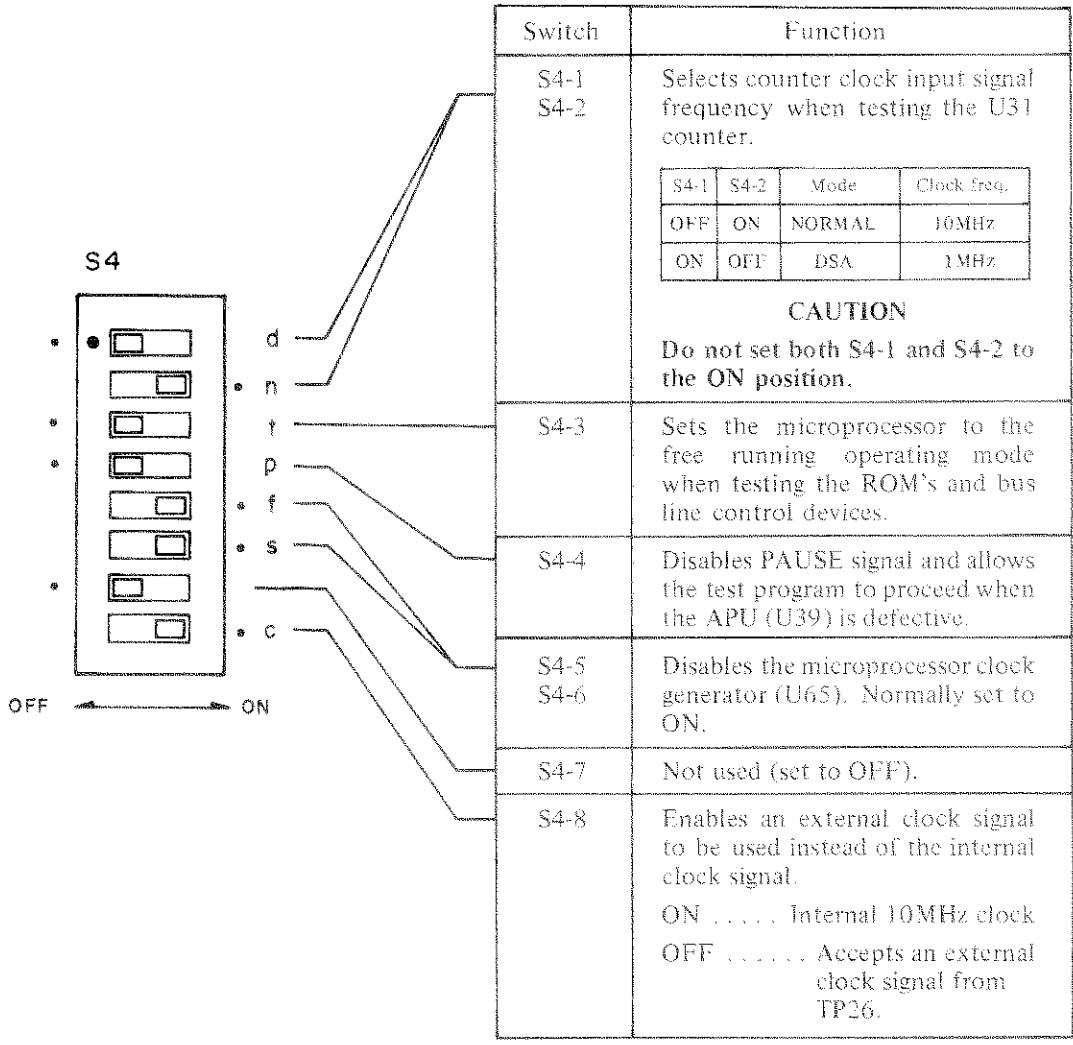 S4
d
n
t
p
f
s
c
OFF ON
Switch Function
S4-1
S4-2
Selects counter clock input signal
frequency when testing the U31
counter.
S4-1 S4-2 Mode Clock freq.
OFF ON NORMAL 10MHz
ON OFF DSA 1MHz
CAUTION
Do not set both S4-1 and S4-2 to
the ON position.
S4-3
Sets the microprocessor to the
free running operating mode
when testing the ROM's and bus
line control devices.
S4-4
Disables PAUSE signal and allows
the test program to proceed when
the APU (U39) is defective.
S4-5
S4-6
Disables the microprocessor clock
generator (U65). Normally set to
ON.
S4-7 Not used (set to OFF).
S4-8
Enables an external clock signal
to be used instead of the internal
clock signal.
ON ..... Internal 10MHz clock
OFF ...... Accepts an external
clock signal from
TP26.